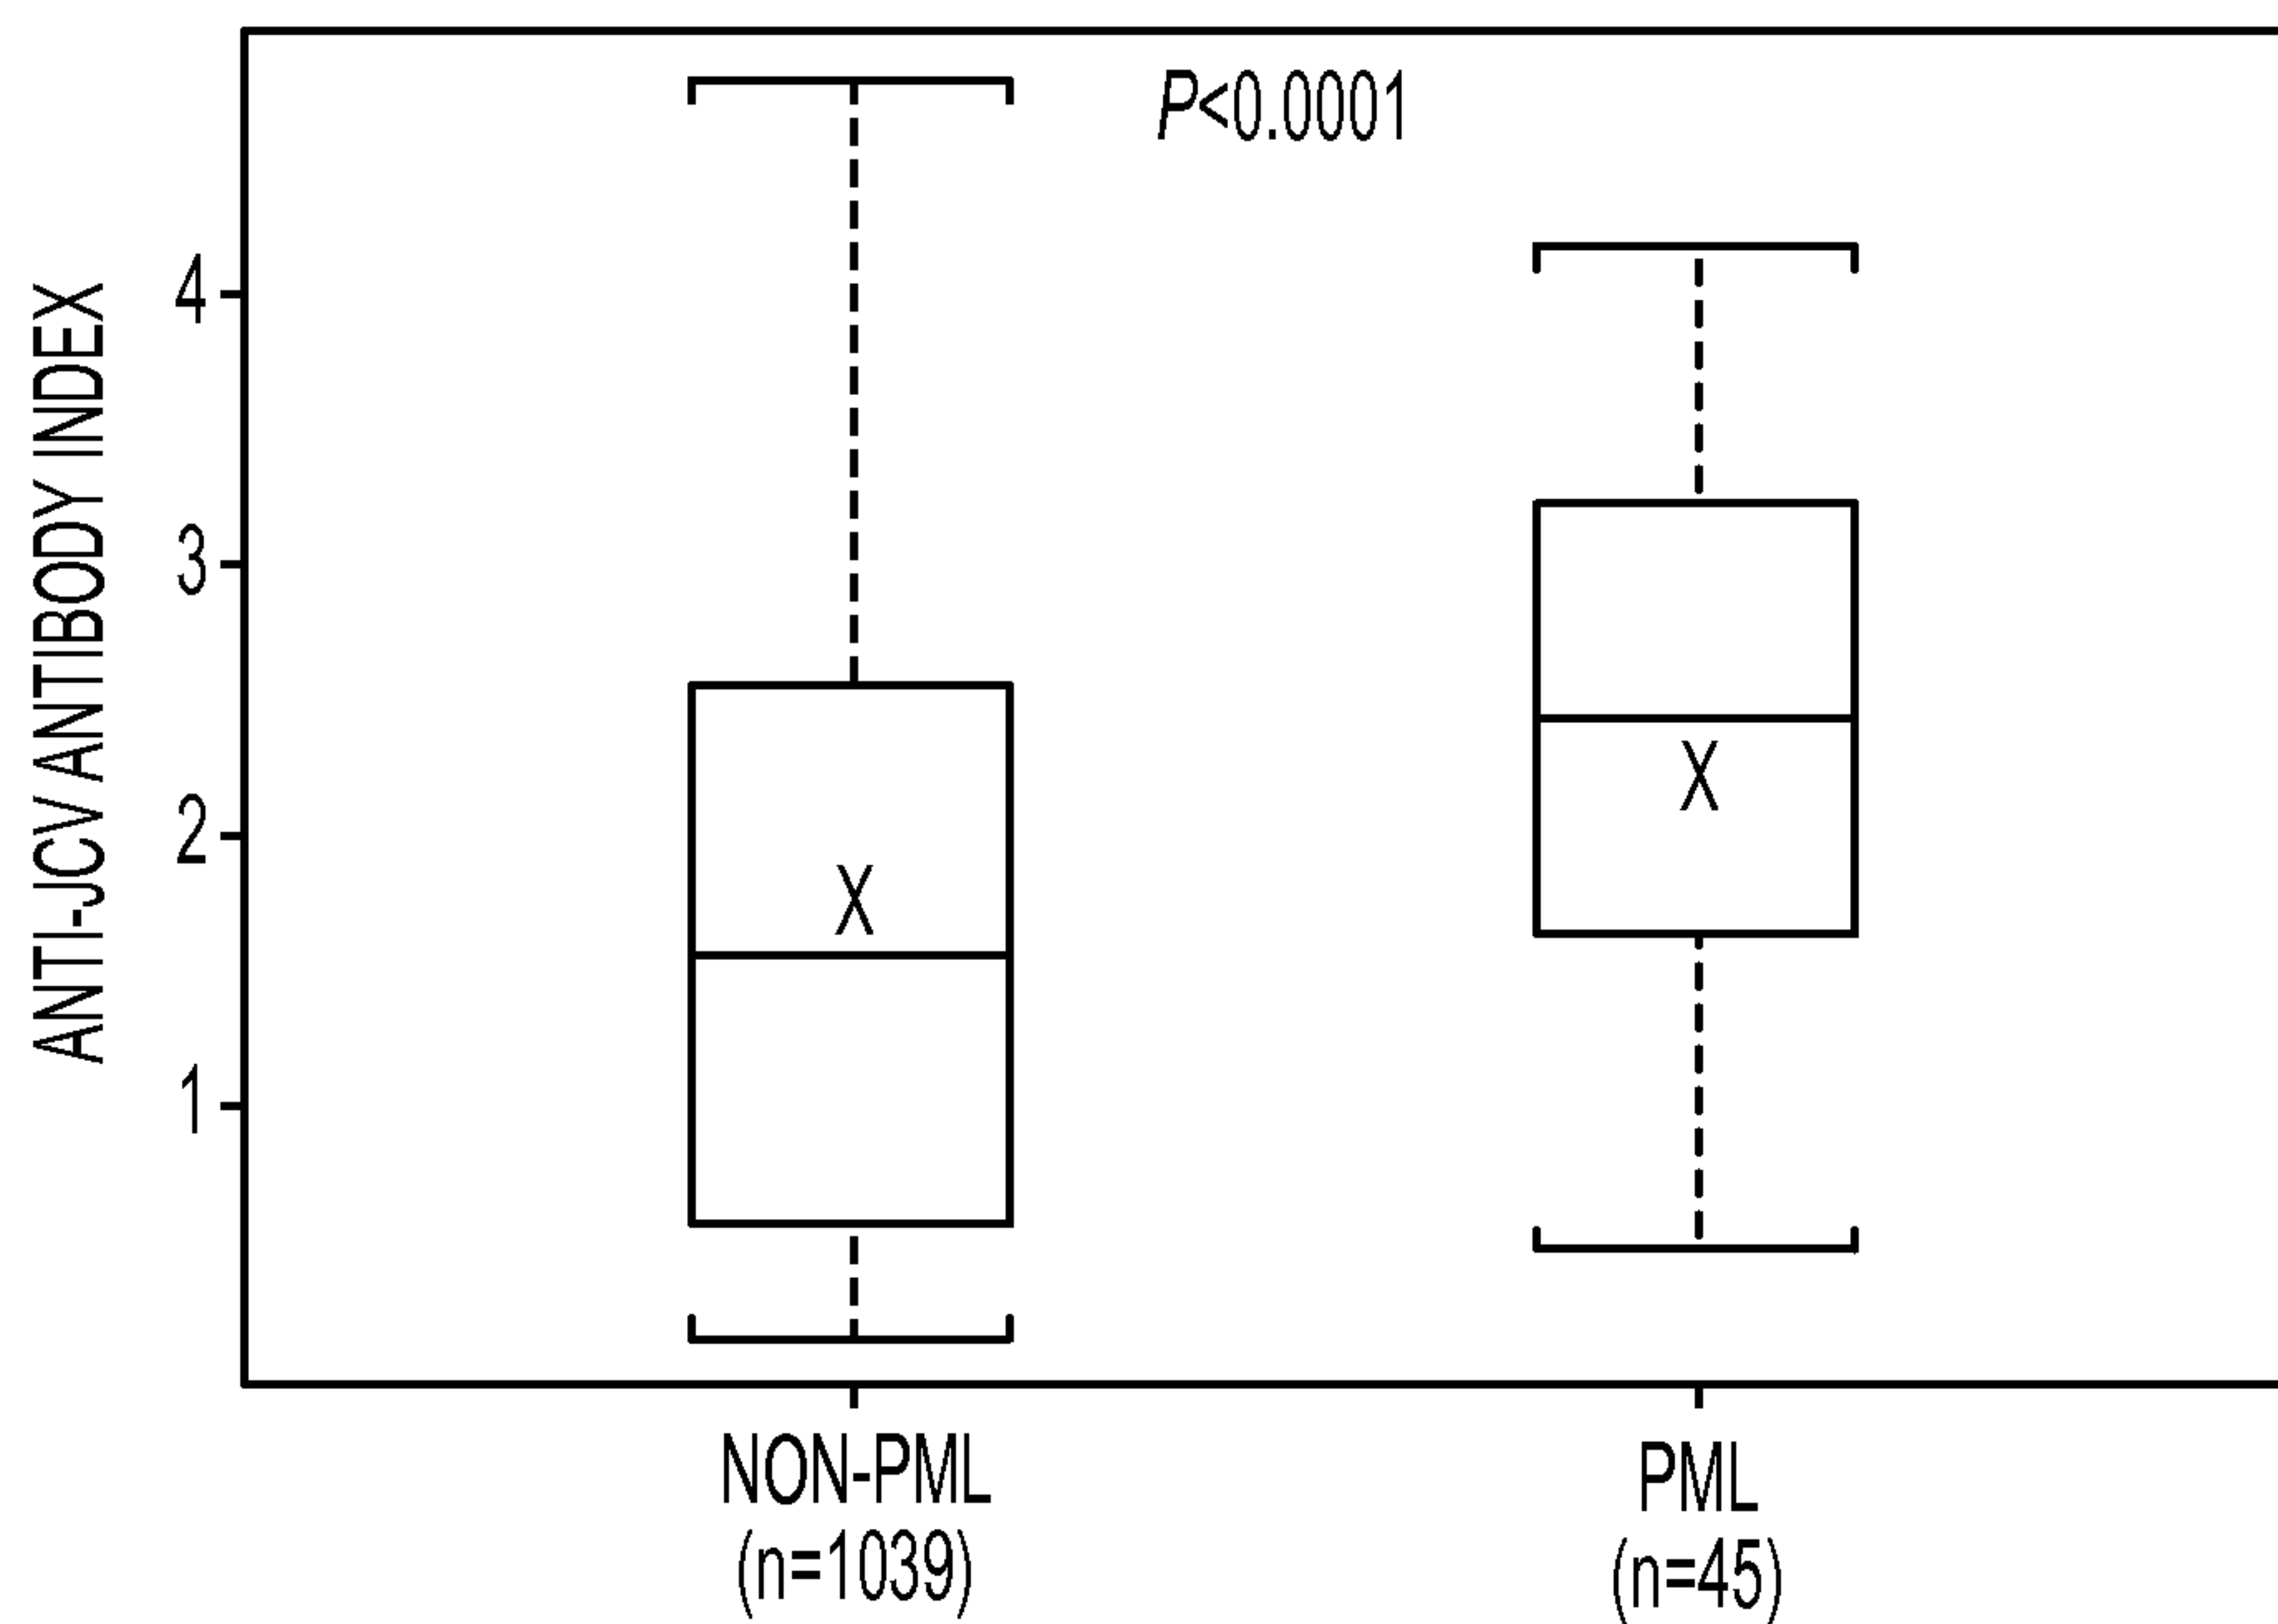 P<0.0001
ANTI-JCV ANTIBODY INDEX
4
3
2
1
X
X
NON-PML
(n=1039)
PML
(n=45)